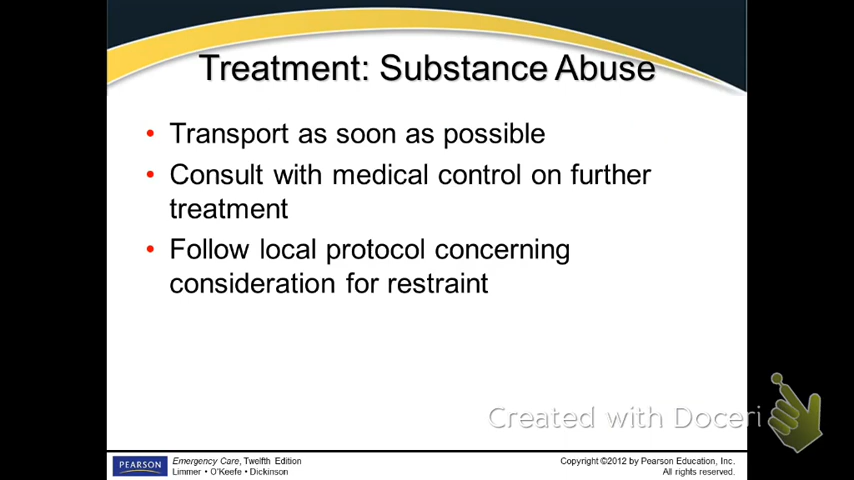 Treatment: Substance Abuse
• Transport as soon as possible
• Consult with medical control on further
treatment
• Follow local protocol concerning
consideration for restraint
Created with Doceri
PEARSON
Emergency Care, Twelfth Edition
Limmer • O'Keefe • Dickinson
Copyright ©2012 by Pearson Education, Inc.
All rights reserved.